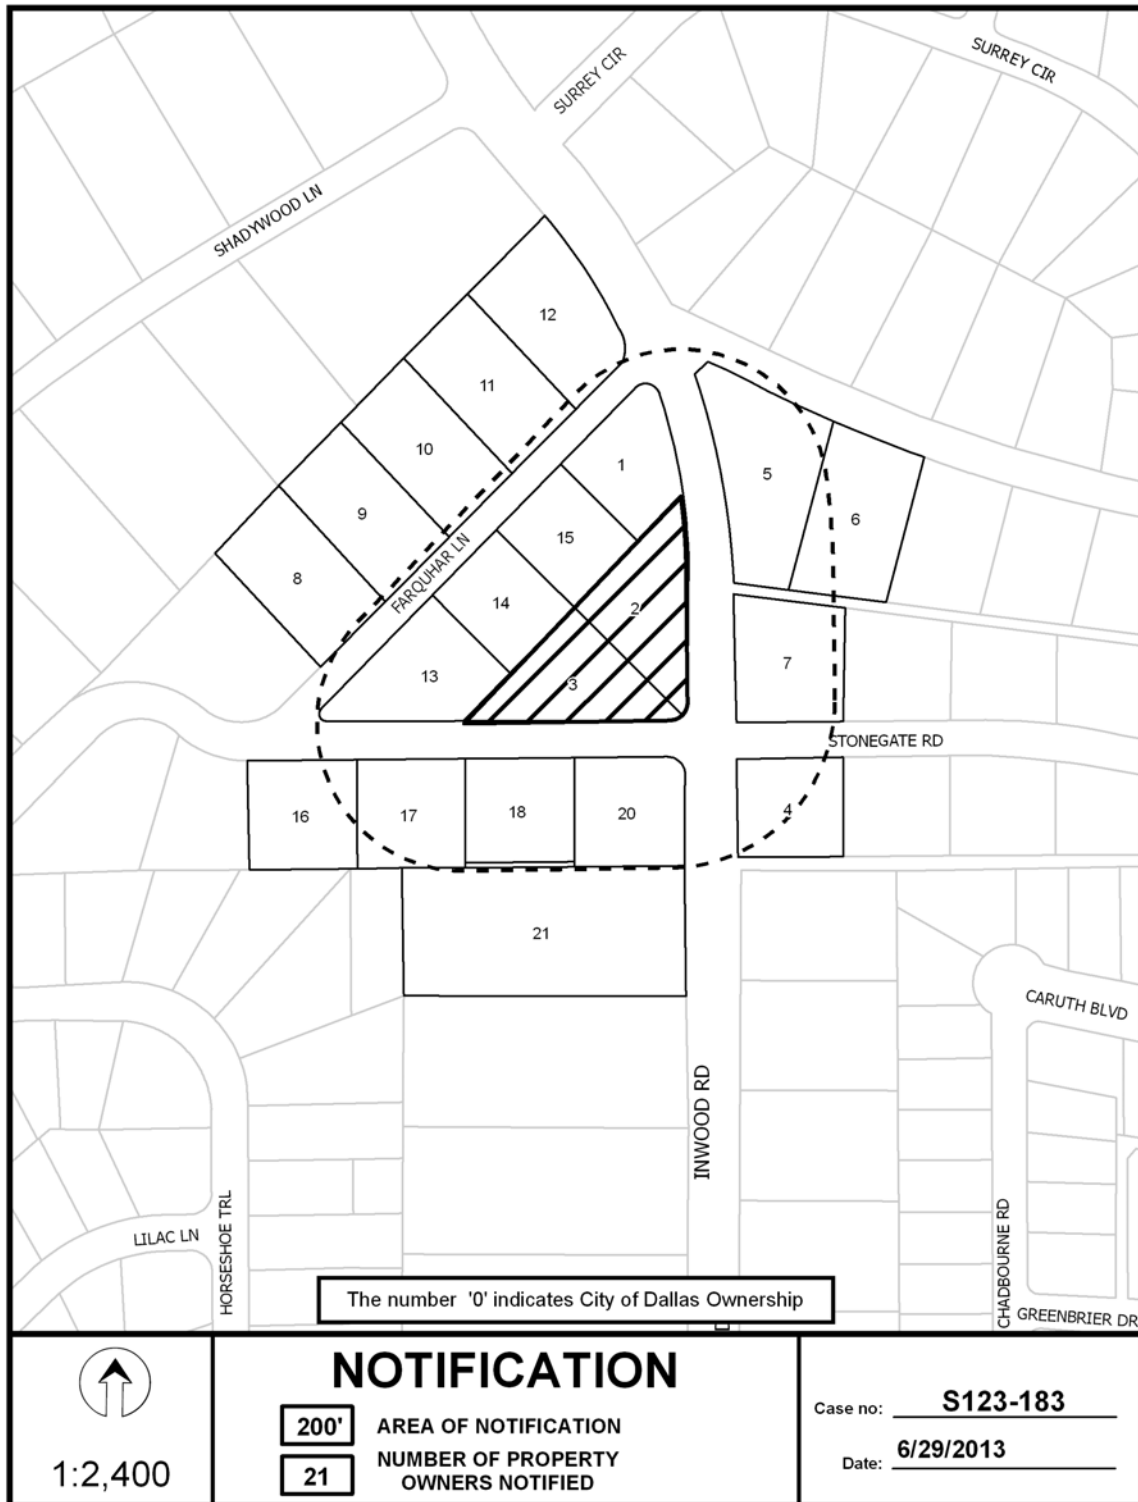 SURREY CIR
SURREY CIR
SHADYWOOD LN
12
11
10
1
5
9
15
6
8
FARQUHAR LN
14
2
7
13
3
STONEGATE RD
16
17
18
20
4
21
CARUTH BLVD
INWOOD RD
HORSESHOE TRL
LILAC LN
CHADBOURNE RD
The number '0' indicates City of Dallas Ownership
GREENBRIER DR
1:2,400
NOTIFICATION
200' AREA OF NOTIFICATION
21 NUMBER OF PROPERTY
OWNERS NOTIFIED
Case no: S123-183
Date: 6/29/2013